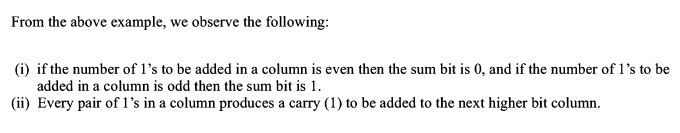 From the above example, we observe the following:
(i) if the number of 1's to be added in a column is even then the sum bit is 0, and if the number of 1's to be
added in a column is odd then the sum bit is 1.
(ii) Every pair of 1's in a column produces a carry (1) to be added to the next higher bit column.